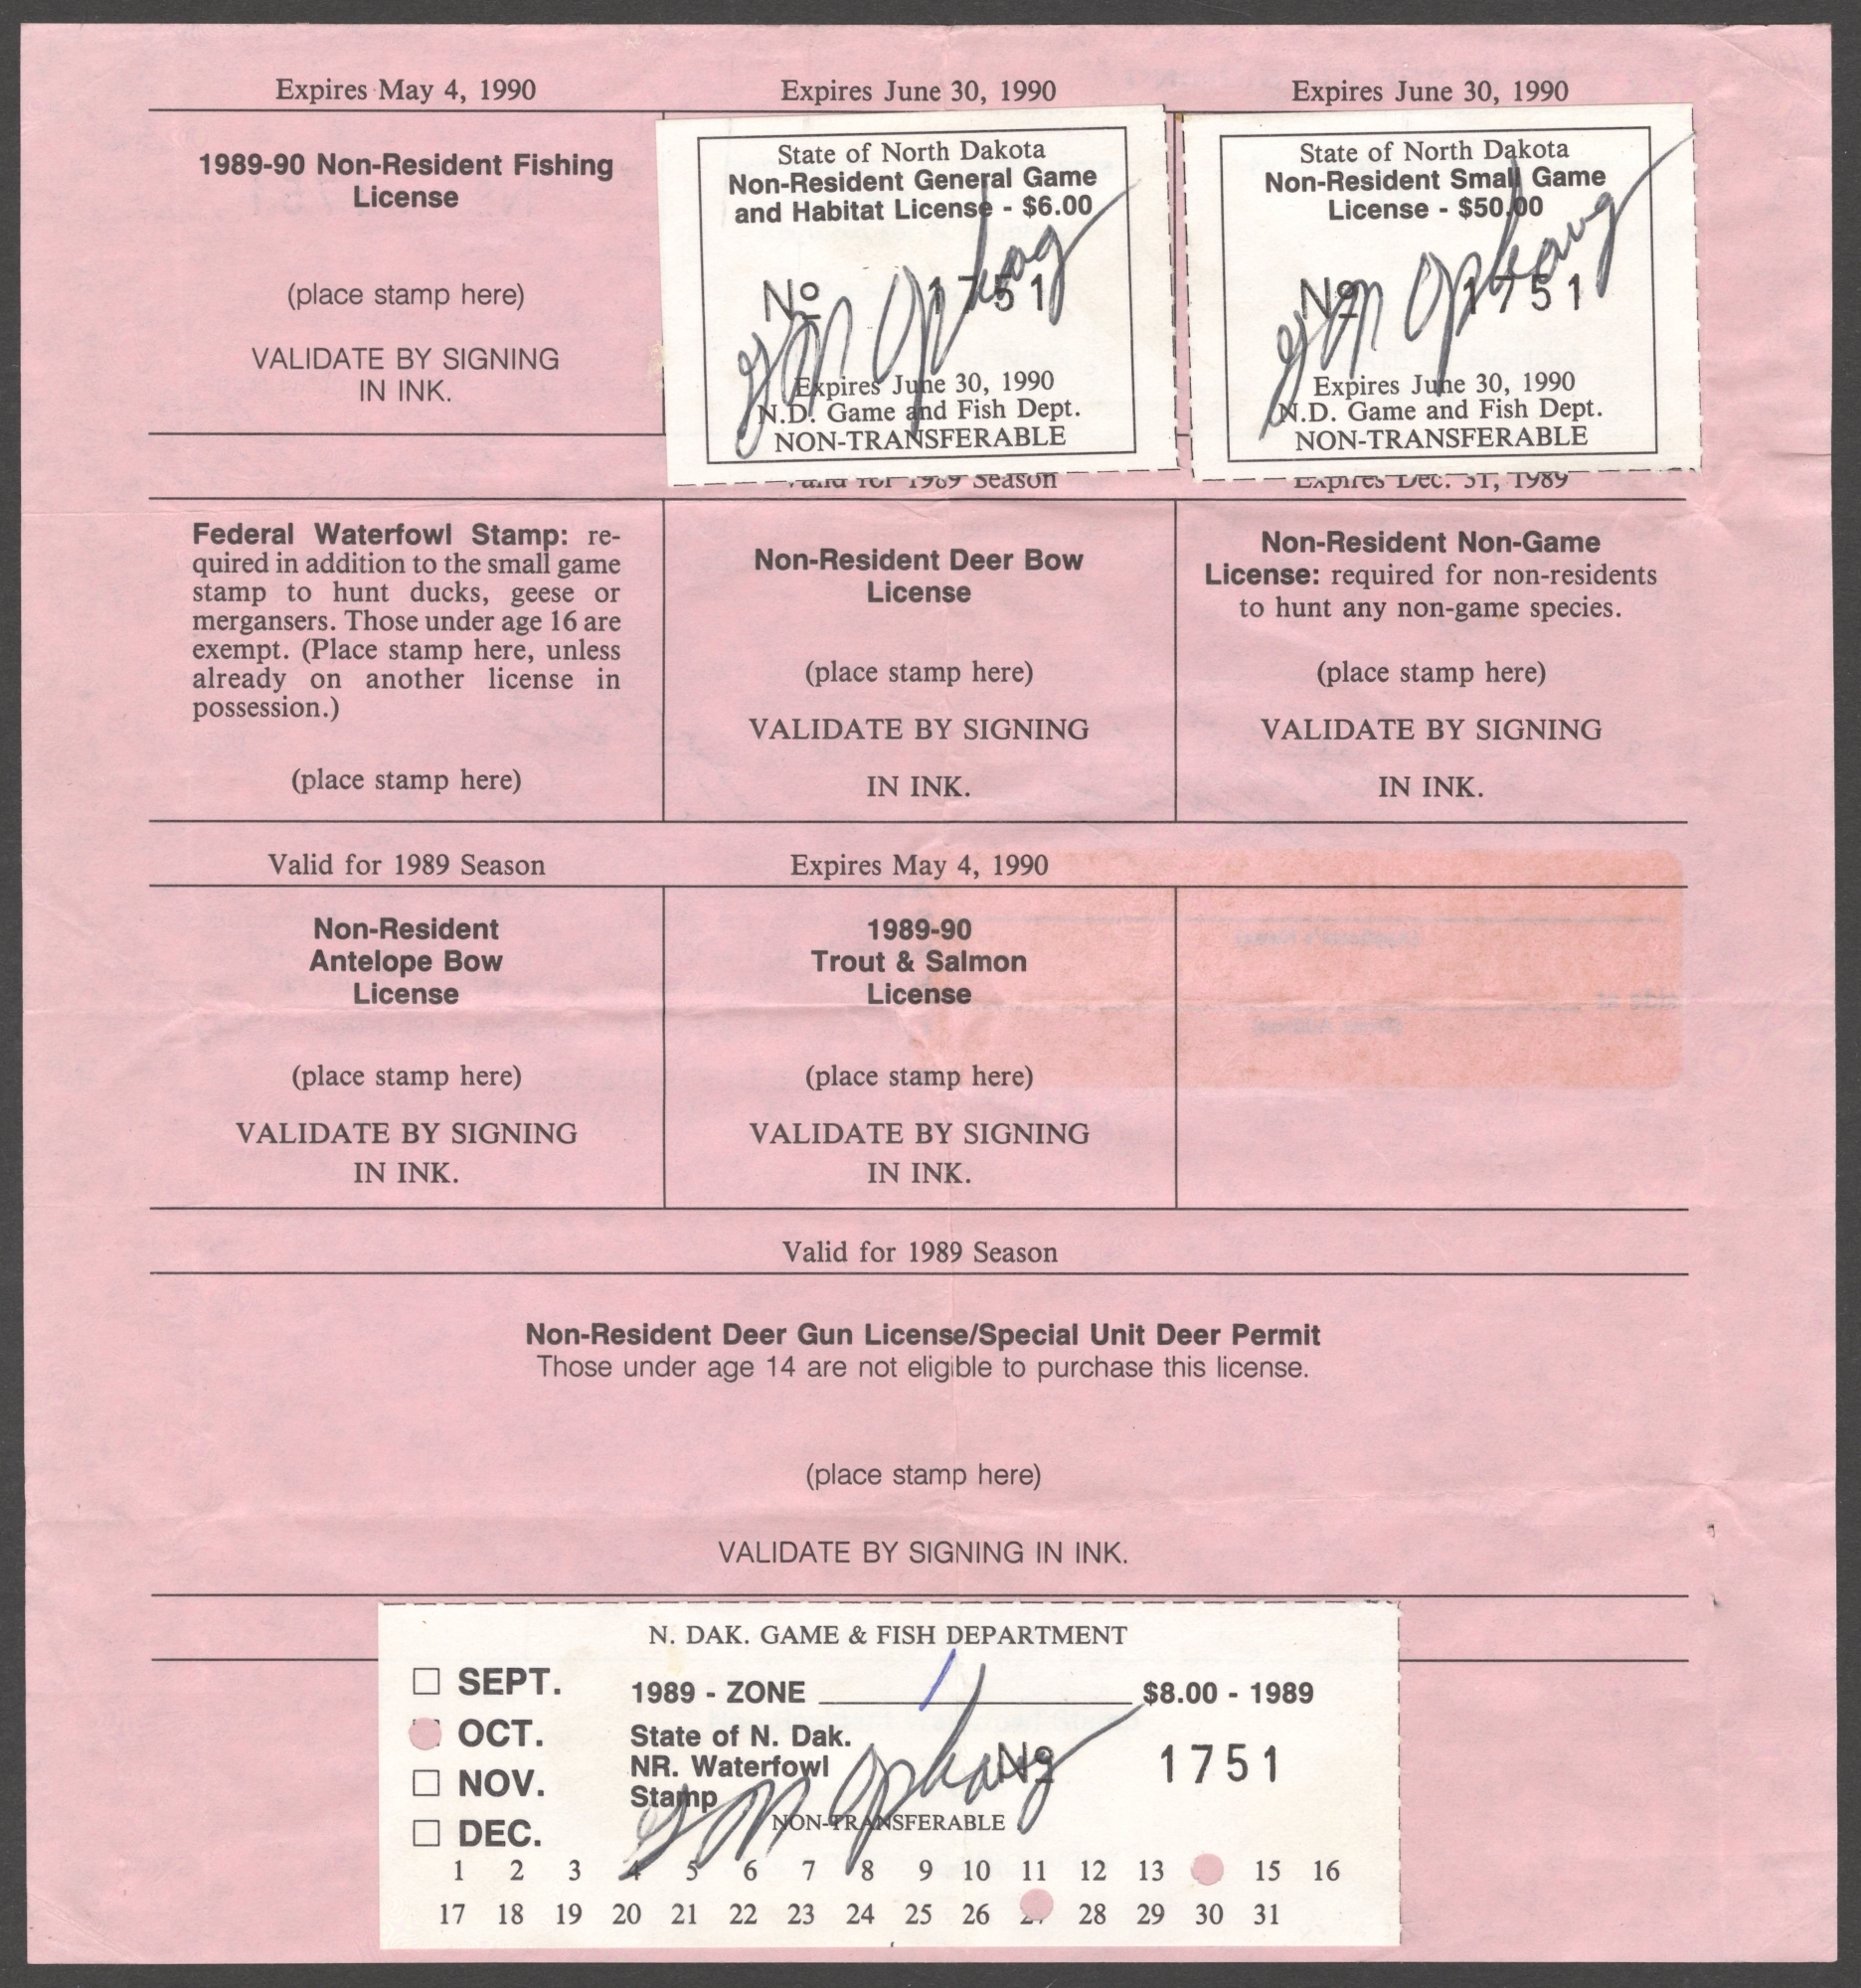 Expires May 4, 1990
Expires June 30, 1990
Expires June 30, 1990
1989-90 Non-Resident Fishing
License
(place stamp here)
VALIDATE BY SIGNING
IN INK.
State of North Dakota
Non-Resident General Game
and Habitat License - $6.00
No 1751
Expires June 30, 1990
N.D. Game and Fish Dept.
NON-TRANSFERABLE
State of North Dakota
Non-Resident Small Game
License - $50.00
No 1751
Expires June 30, 1990
N.D. Game and Fish Dept.
NON-TRANSFERABLE
Valid for 1989 Season
Expires Dec. 31, 1989
Federal Waterfowl Stamp: re-
quired in addition to the small game
stamp to hunt ducks, geese or
mergansers. Those under age 16 are
exempt. (Place stamp here, unless
already on another license in
possession.)
(place stamp here)
Non-Resident Deer Bow
License
(place stamp here)
VALIDATE BY SIGNING
IN INK.
Non-Resident Non-Game
License: required for non-residents
to hunt any non-game species.
(place stamp here)
VALIDATE BY SIGNING
IN INK.
Valid for 1989 Season
Expires May 4, 1990
Non-Resident
Antelope Bow
License
(place stamp here)
VALIDATE BY SIGNING
IN INK.
1989-90
Trout & Salmon
License
(place stamp here)
VALIDATE BY SIGNING
IN INK.
Valid for 1989 Season
Non-Resident Deer Gun License/Special Unit Deer Permit
Those under age 14 are not eligible to purchase this license.
(place stamp here)
VALIDATE BY SIGNING IN INK.
N. DAK. GAME & FISH DEPARTMENT
SEPT.
OCT.
NOV.
DEC.
1989 - ZONE 1 $8.00 - 1989
State of N. Dak.
NR. Waterfowl
Stamp
No 1751
NON-TRANSFERABLE
1 2 3 4 5 6 7 8 9 10 11 12 13 15 16
17 18 19 20 21 22 23 24 25 26 27 28 29 30 31